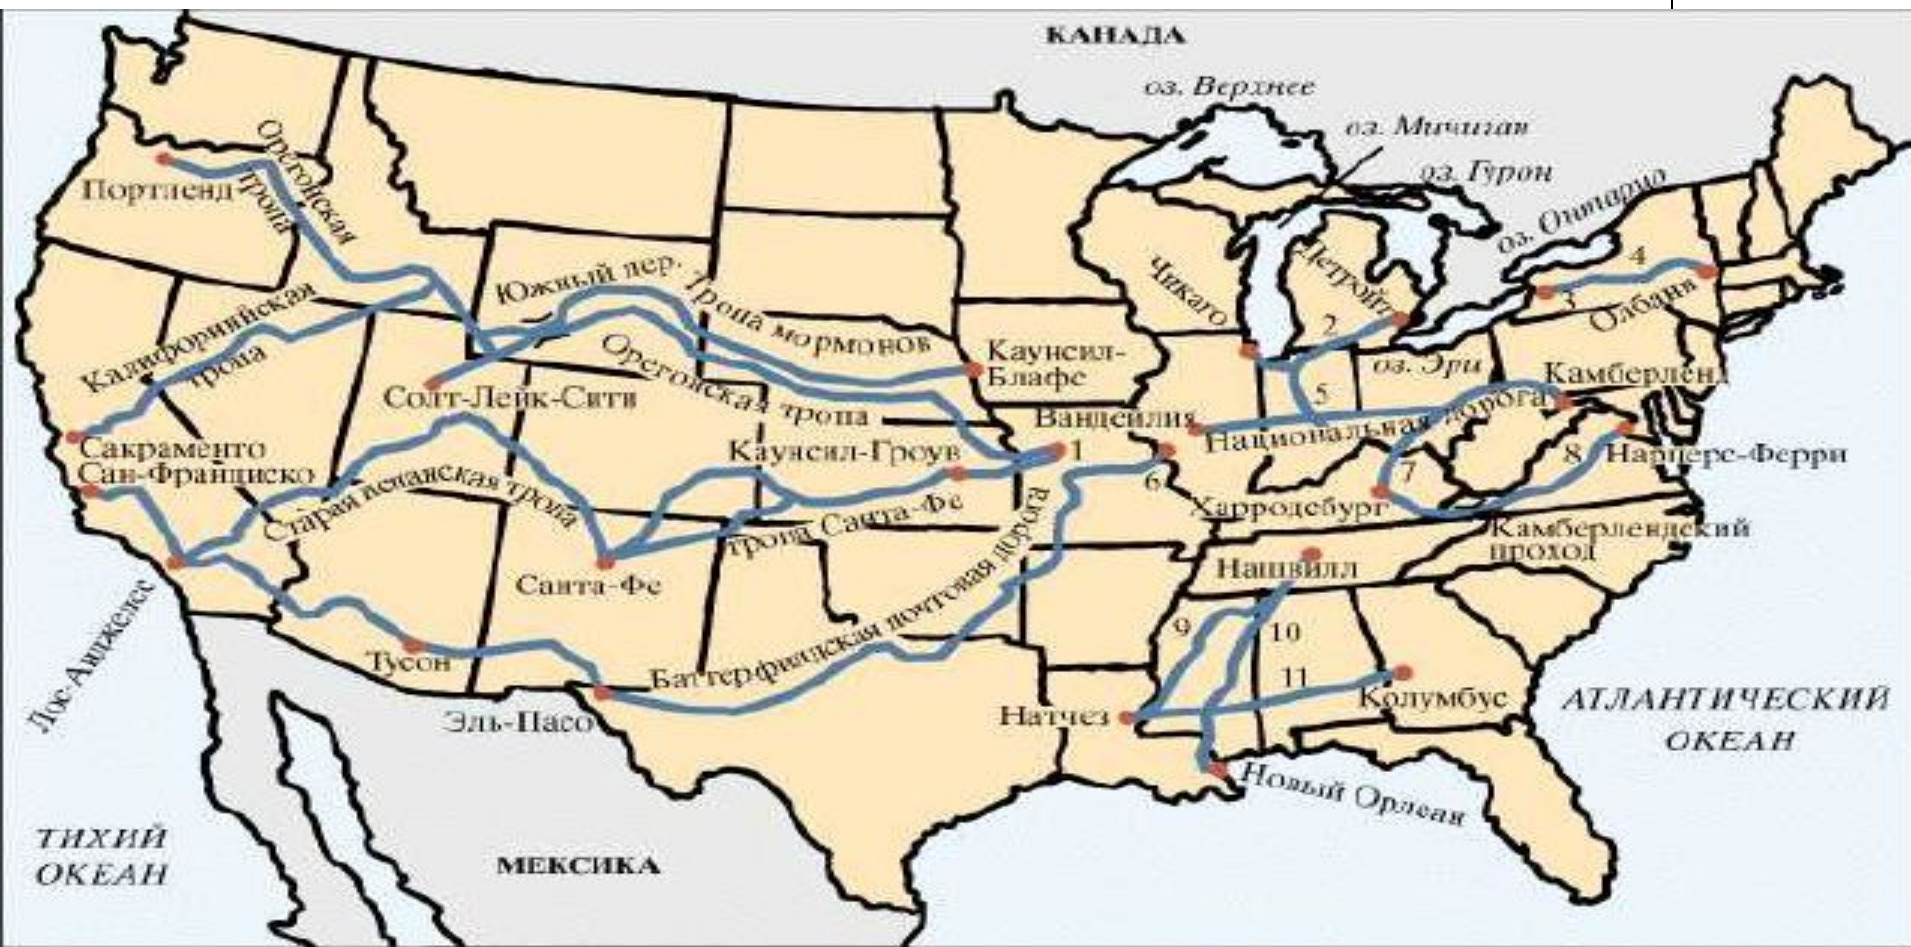 КАНАДА
оз. Верхнее
оз. Мичиган
оз. Гурон
оз. Онтарио
Орегонская
тропа
Портленд
Чикаго
Детройт
4
3
Олбани
Южный пер.
Тропа мормонов
2
Калифорнийская
тропа
Орегонская тропа
Каунсил-
Блафс
оз. Эри
Камберленд
Солт-Лейк-Сити
5
Вандейлия
Национальная дорога
Сакраменто
Сан-Франциско
Каунсил-Гроув
1
6
7
8
Харперс-Ферри
Старая испанская тропа
тропа Санта-Фе
Харродсбург
Камберлендский
проход
Санта-Фе
Нашвилл
Лос-Анджелес
Баттерфилдская почтовая дорога
9
10
11
Тусон
Эль-Пасо
Натчез
Колумбус
АТЛАНТИЧЕСКИЙ
ОКЕАН
Новый Орлеан
ТИХИЙ
ОКЕАН
МЕКСИКА